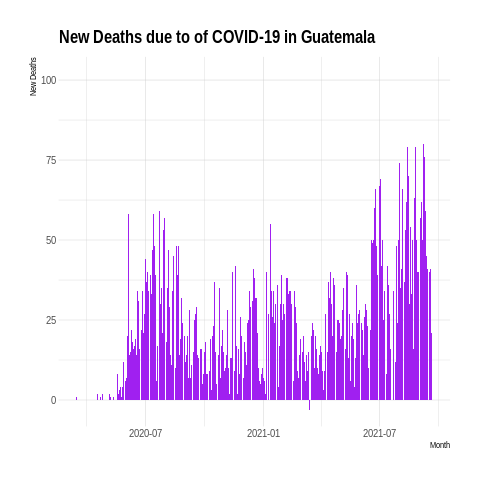 New Deaths due to of COVID-19 in Guatemala
New Deaths
100
75
50
25
0
2020-07
2021-01
2021-07
Month